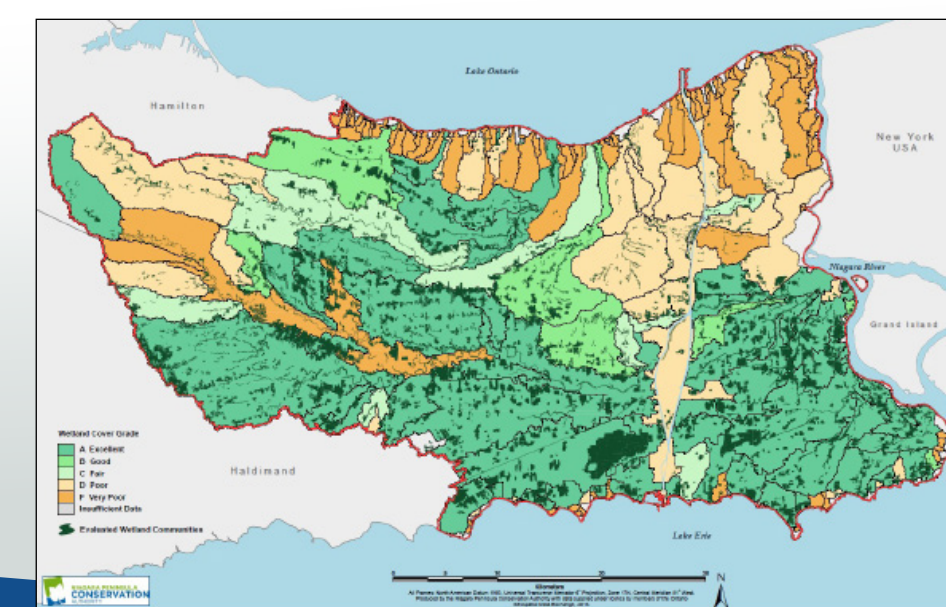 Lake Ontario
Hamilton
New York
USA
Niagara River
Grand Island
Wetland Cover Grade
A Excellent
B Good
C Fair
D Poor
F Very Poor
Insufficient Data
Evaluated Wetland Communities
Haldimand
Lake Erie
NIAGARA PENINSULA
CONSERVATION
AUTHORITY
Kilometers
N